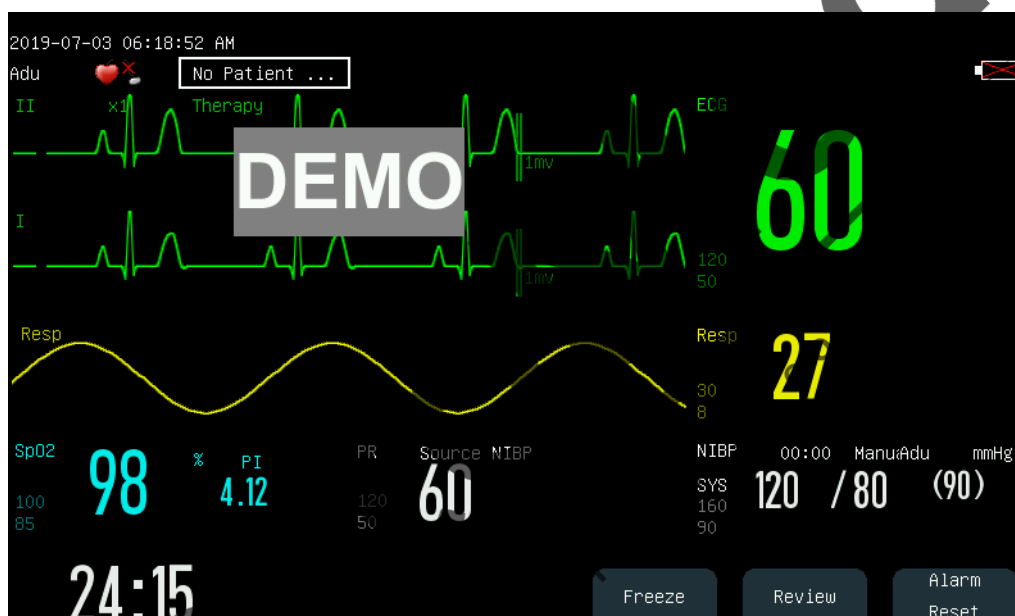 2019-07-03 06:18:52 AM
Adu No Patient ...
II x1 Therapy ECG
60
DEMO
1mv
I
120
50
1mv
Resp Resp
27
30
8
SpO2 % PI PR Source NIBP NIBP 00:00 Manu Adu mmHg
98 4.12 60 SYS 120 / 80 (90)
100 120 160
85 50 90
24:15
Freeze Review Alarm Reset